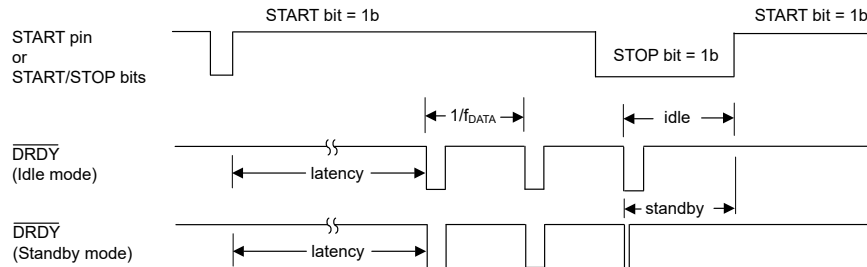 START bit = 1b
START bit = 1b
START pin
or
START/STOP bits
STOP bit = 1b
1/fDATA
idle
DRDY
(Idle mode)
latency
standby
DRDY
(Standby mode)
latency